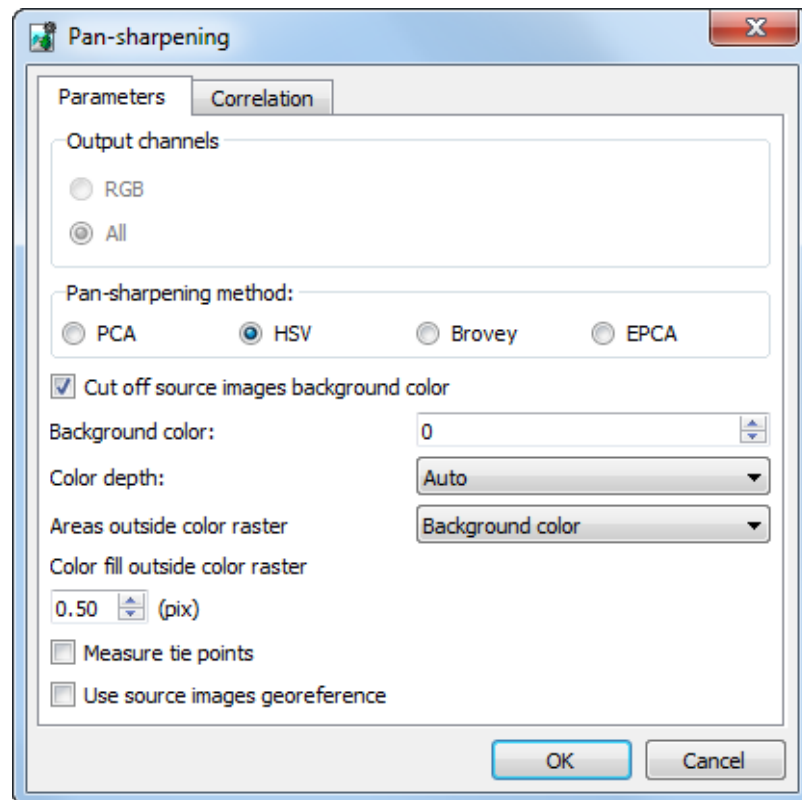 Pan-sharpening
Parameters Correlation
Output channels
RGB
All
Pan-sharpening method:
PCA HSV Brovey EPCA
Cut off source images background color
Background color: 0
Color depth: Auto
Areas outside color raster Background color
Color fill outside color raster
0.50 (pix)
Measure tie points
Use source images georeference
OK Cancel